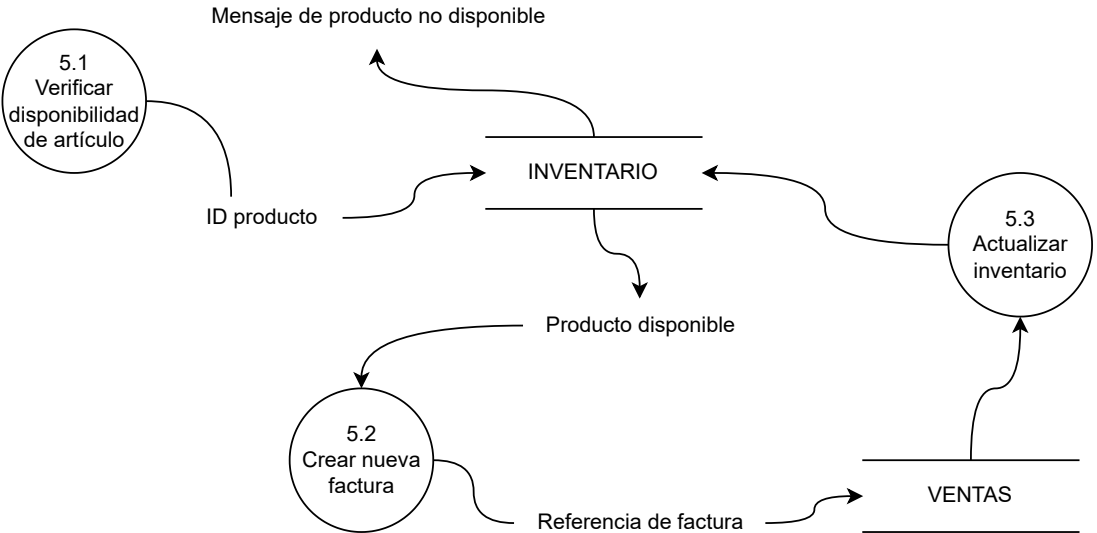 Mensaje de producto no disponible
5.1
Verificar
disponibilidad
de artículo
INVENTARIO
ID producto
5.3
Actualizar
inventario
Producto disponible
5.2
Crear nueva
factura
VENTAS
Referencia de factura